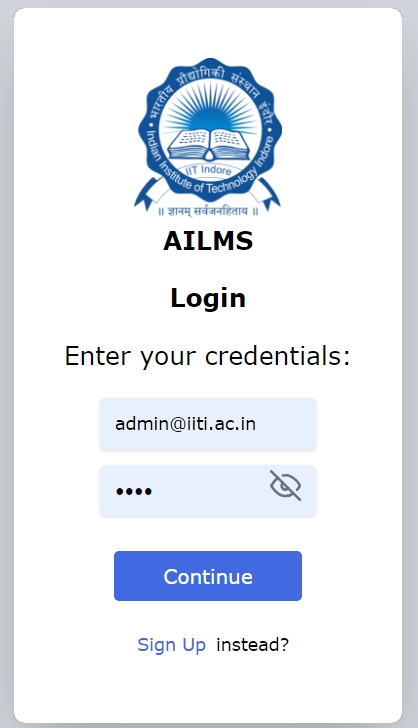 भारतीय प्रौद्योगिकी संस्थान इंदौर
Indian Institute of Technology Indore
IIT Indore
॥ ज्ञानम् सर्वजनहिताय ॥
AILMS
Login
Enter your credentials:
admin@iiti.ac.in
••••
Continue
Sign Up instead?